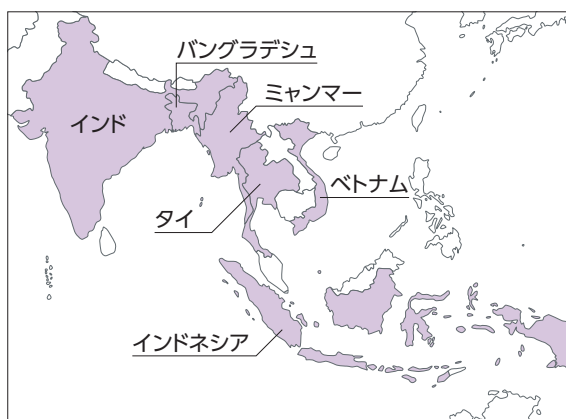 バングラデシュ
ミャンマー
インド
ベトナム
タイ
インドネシア